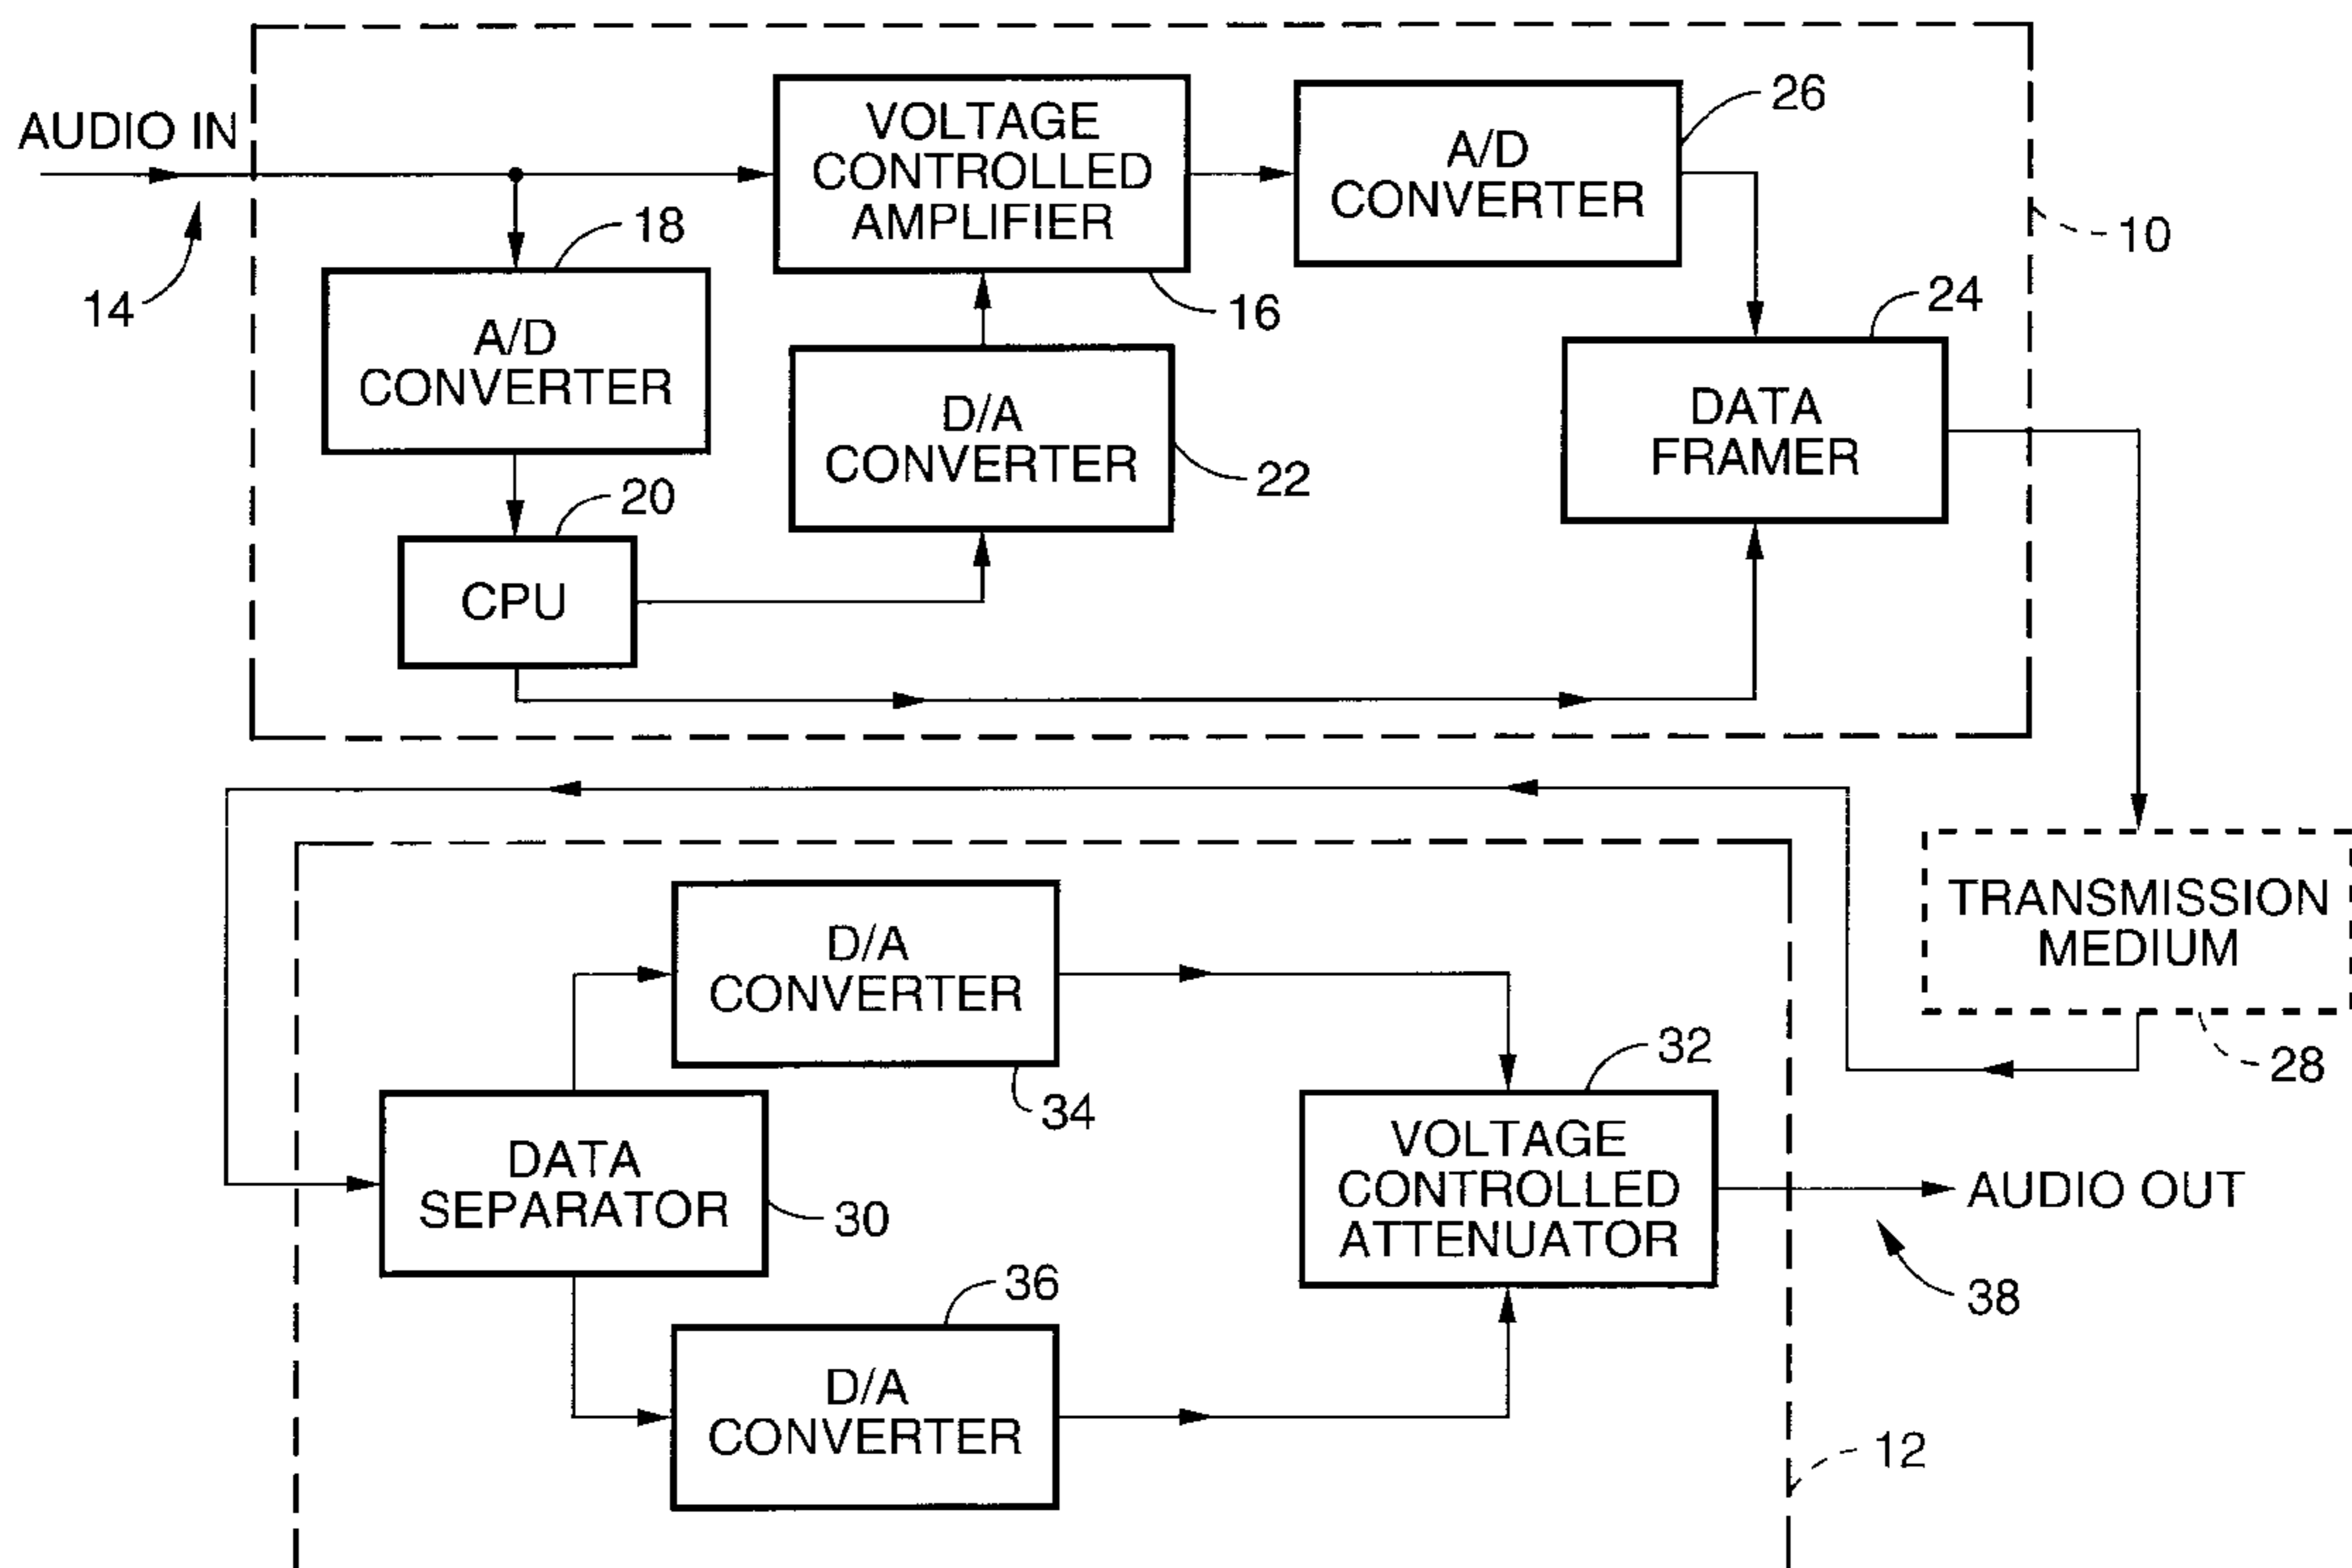 AUDIO IN
14
VOLTAGE
CONTROLLED
AMPLIFIER
16
A/D
CONVERTER
26
10
A/D
CONVERTER
18
D/A
CONVERTER
22
DATA
FRAMER
24
CPU
20
TRANSMISSION
MEDIUM
28
D/A
CONVERTER
34
DATA
SEPARATOR
30
VOLTAGE
CONTROLLED
ATTENUATOR
32
AUDIO OUT
38
D/A
CONVERTER
36
12